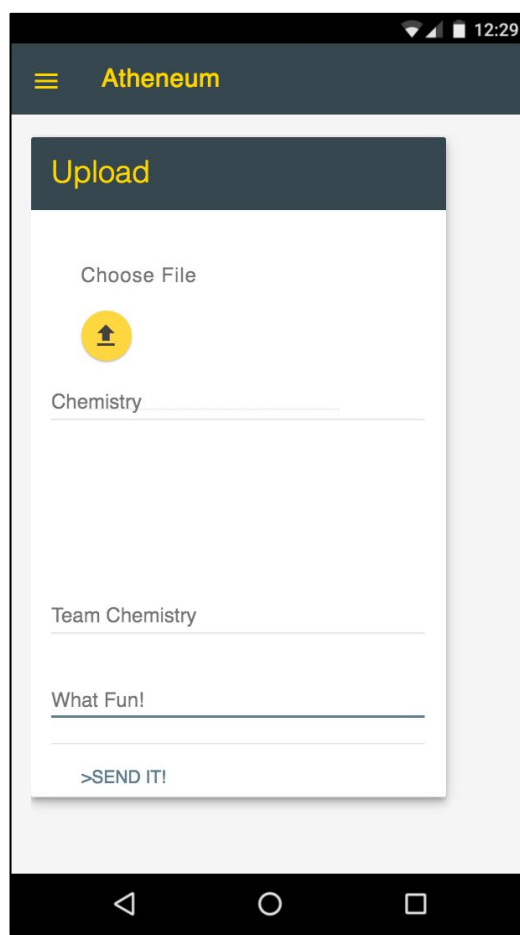 12:29
Atheneum
Upload
Choose File
Chemistry
Team Chemistry
What Fun!
>SEND IT!